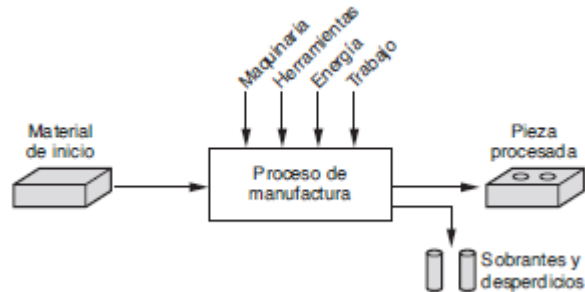 Maquinaria
Herramientas
Energía
Trabajo
Material
de inicio
Proceso de
manufactura
Pieza
procesada
Sobrantes y
desperdicios